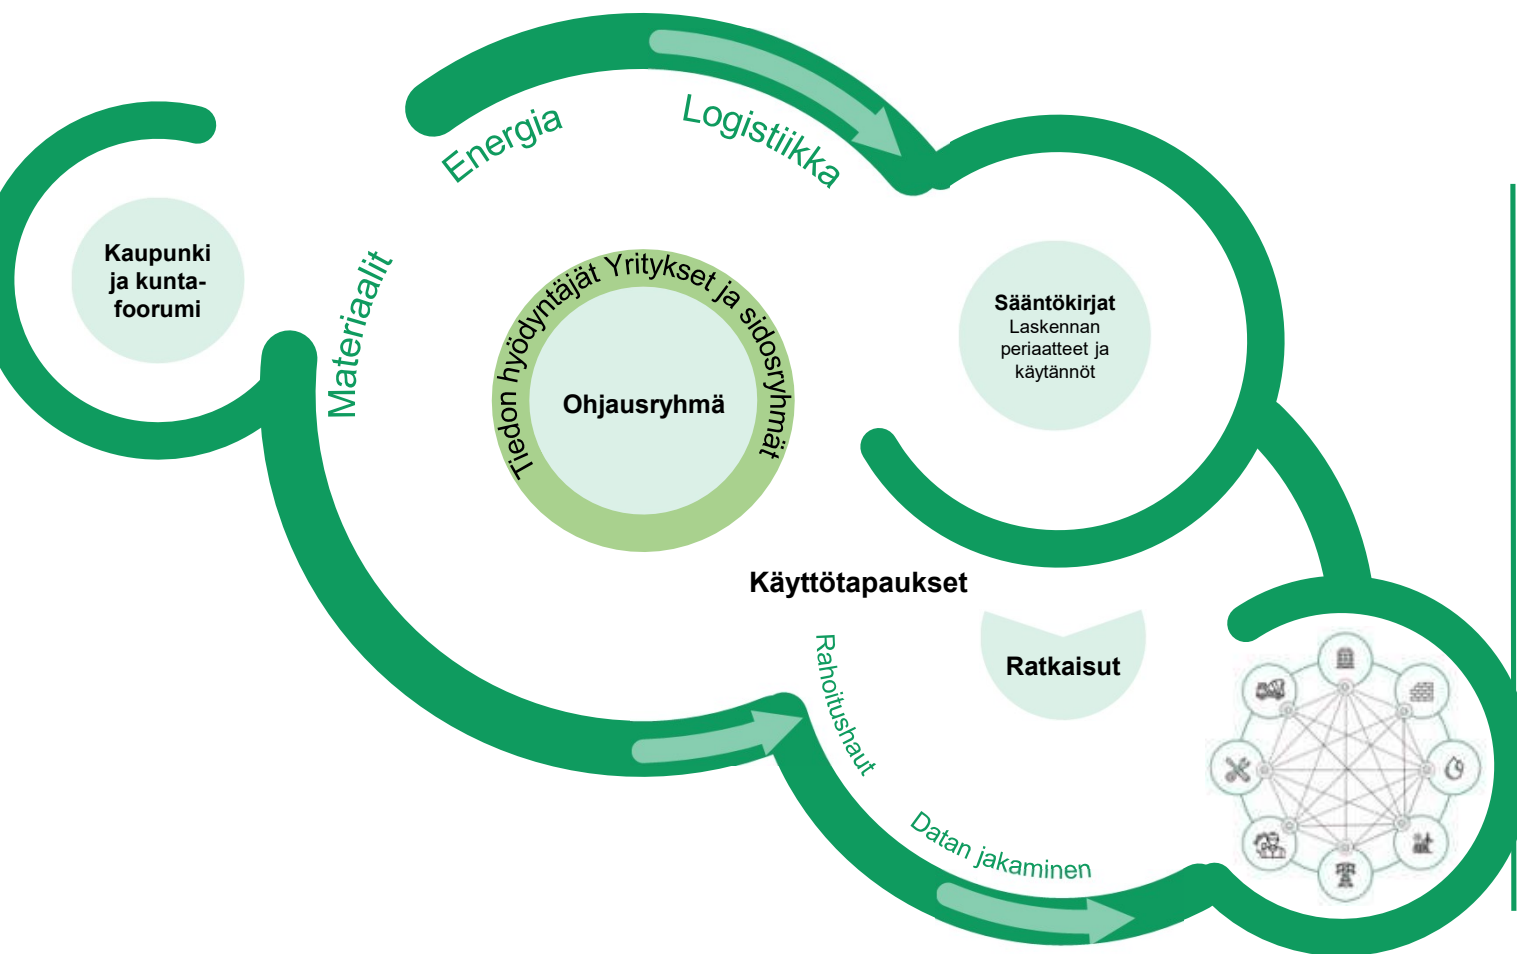 Energia
Logistiikka
Kaupunki
ja kunta-
foorumi
Materiaalit
Tiedon hyödyntäjät Yritykset ja sidosryhmät
Ohjausryhmä
Sääntökirjat
Laskennan
periaatteet ja
käytännöt
Käyttötapaukset
Ratkaisut
Rahoitushaut
Datan jakaminen